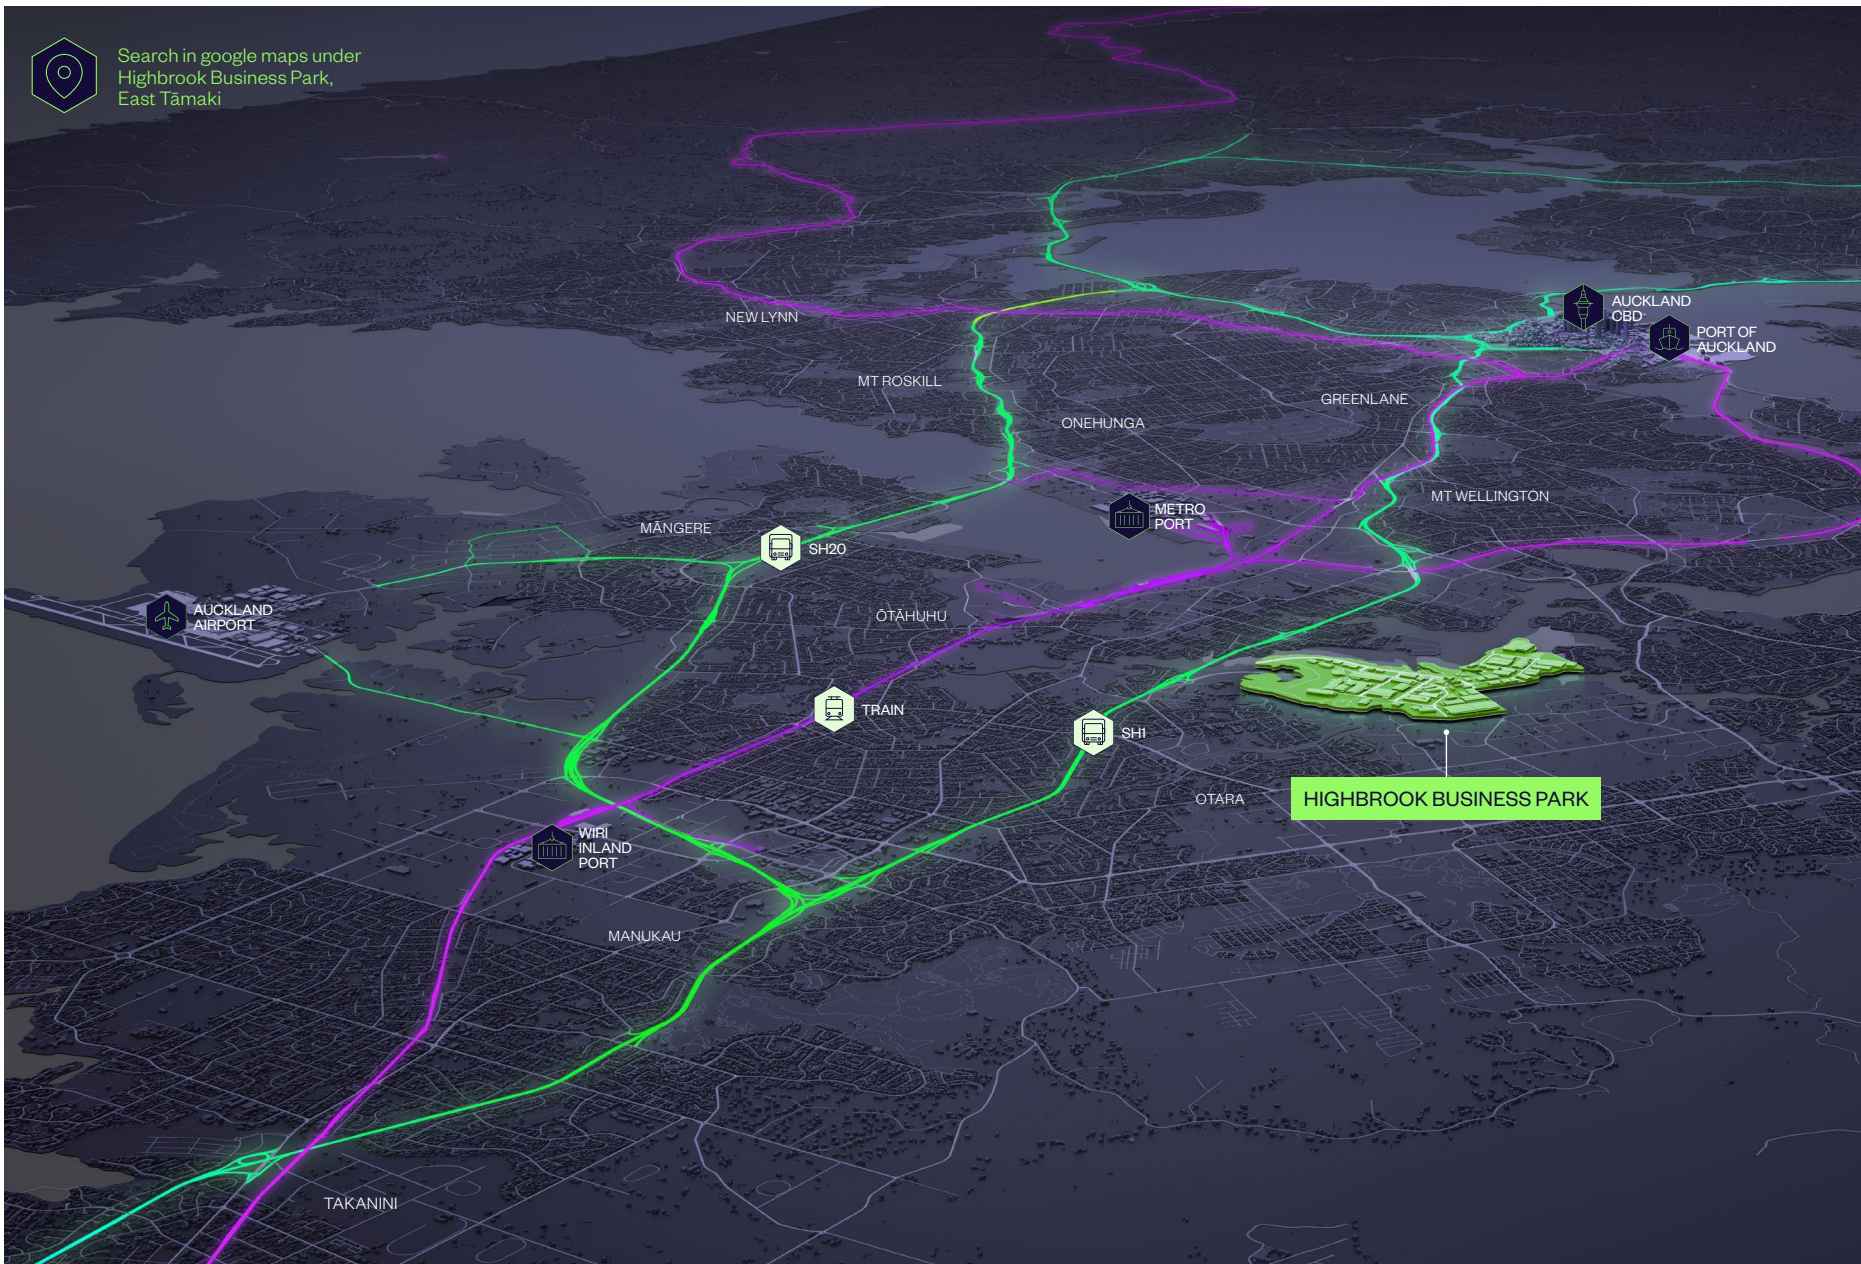 Search in google maps under
Highbrook Business Park,
East Tāmaki
AUCKLAND
CBD
PORT OF
AUCKLAND
NEW LYNN
MT ROSKILL
GREENLANE
ONEHUNGA
MT WELLINGTON
METRO
PORT
MĀNGERE
SH20
AUCKLAND
AIRPORT
ŌTĀHUHU
TRAIN
SH1
OTARA
HIGHBROOK BUSINESS PARK
WIRI
INLAND
PORT
MANUKAU
TAKANINI